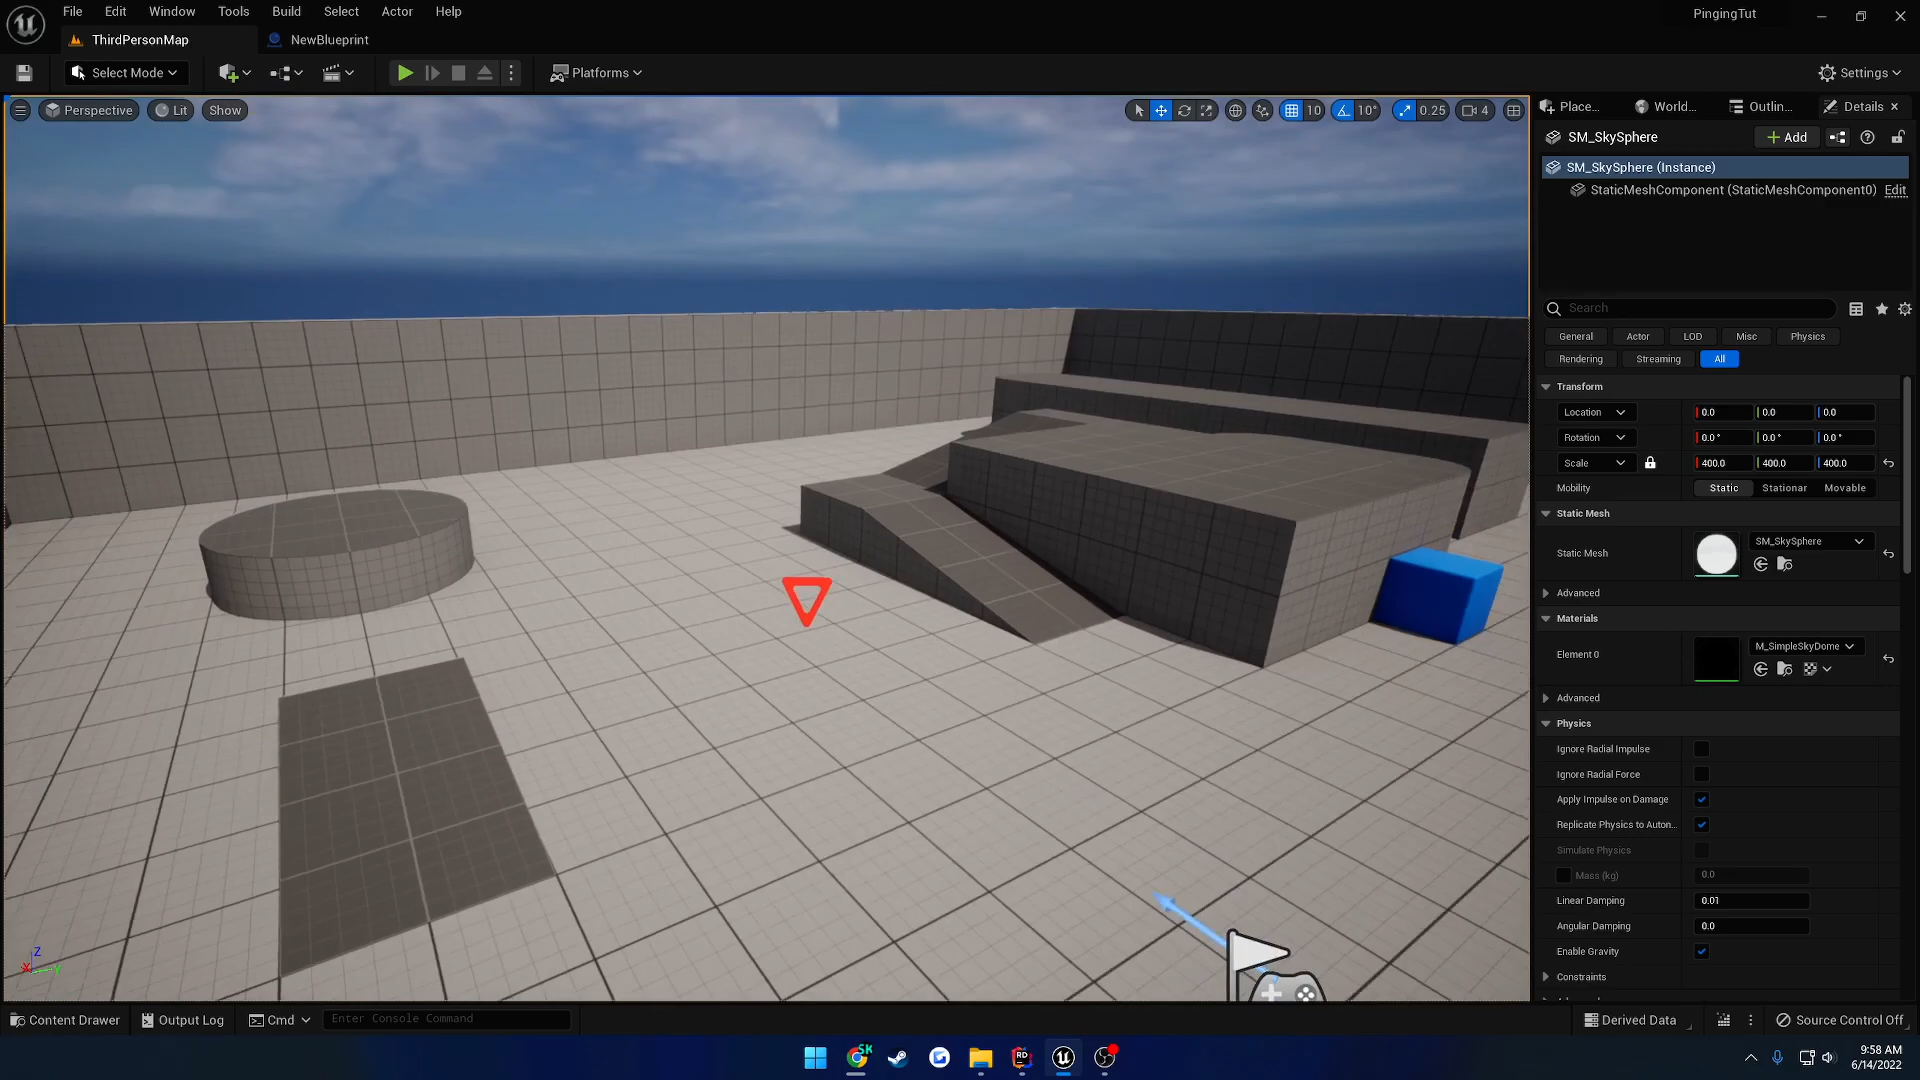 File Edit Window Tools Build Select Actor Help
PingingTut
ThirdPersonMap
NewBlueprint
Select Mode
Platforms
Settings
Perspective
Lit
Show
10
10°
0.25
4
Place...
World...
Outlin...
Details
SM_SkySphere
Add
SM_SkySphere (Instance)
StaticMeshComponent (StaticMeshComponent0) Edit
Search
General Actor LOD Misc Physics
Rendering Streaming All
Transform
Location 0.0 0.0 0.0
Rotation 0.0° 0.0° 0.0°
Scale 400.0 400.0 400.0
Mobility Static Stationar Movable
Static Mesh
Static Mesh SM_SkySphere
Advanced
Materials
Element 0 M_SimpleSkyDome
Advanced
Physics
Ignore Radial Impulse
Ignore Radial Force
Apply Impulse on Damage
Replicate Physics to Auton...
Simulate Physics
Mass (kg) 0.0
Linear Damping 0.01
Angular Damping 0.0
Enable Gravity
Constraints
Z
X
Y
Content Drawer
Output Log
Cmd
Enter Console Command
Derived Data
Source Control Off
SK
RD
9:58 AM
6/14/2022